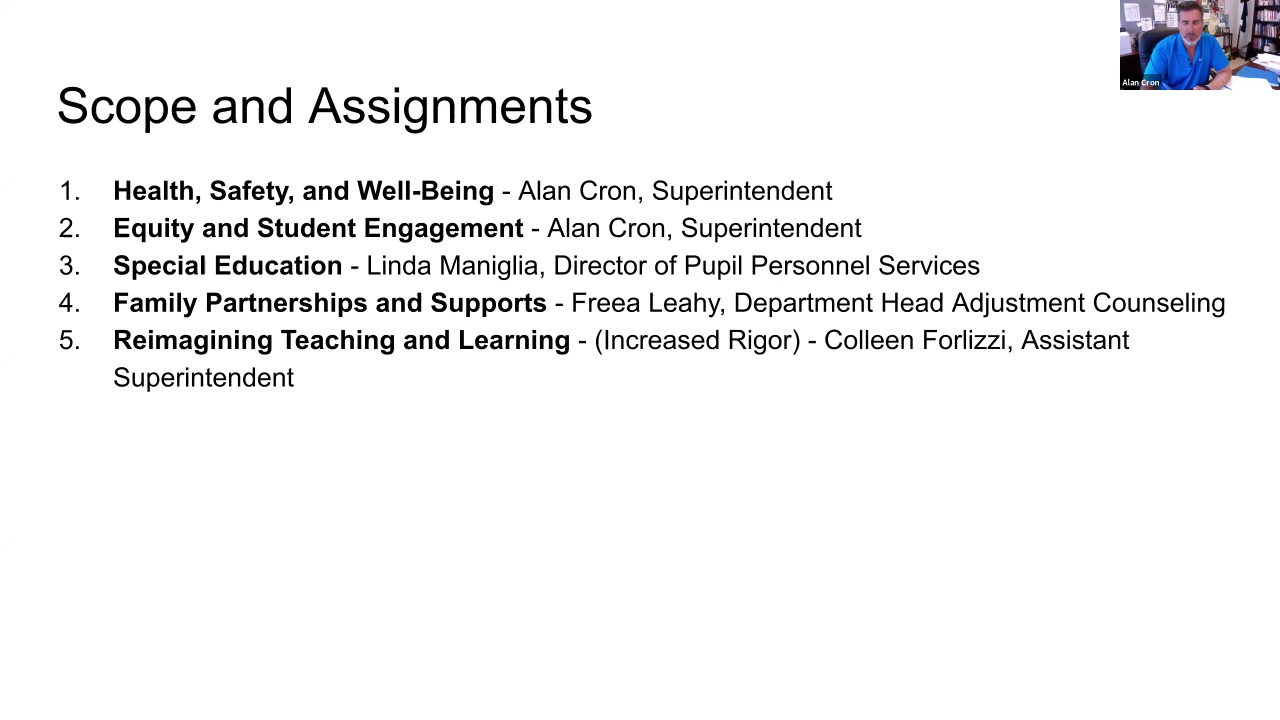 Alan Cron
Scope and Assignments
1. Health, Safety, and Well-Being - Alan Cron, Superintendent
2. Equity and Student Engagement - Alan Cron, Superintendent
3. Special Education - Linda Maniglia, Director of Pupil Personnel Services
4. Family Partnerships and Supports - Freea Leahy, Department Head Adjustment Counseling
5. Reimagining Teaching and Learning - (Increased Rigor) - Colleen Forlizzi, Assistant
Superintendent